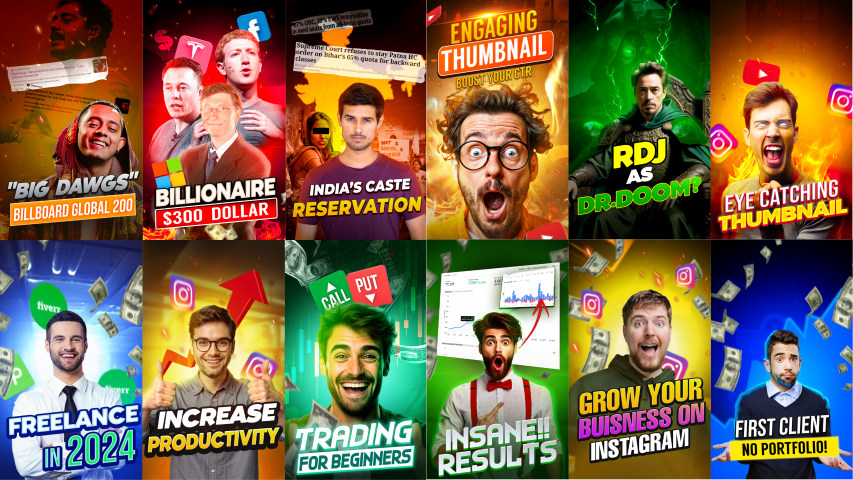 "BIG DAWGS"
BILLBOARD GLOBAL 200
BILLIONAIRE
$300 DOLLAR
Supreme Court refuses to stay Patna HC
order on Bihar's 65% quota for backward
classes
INDIA'S CASTE
RESERVATION
ENGAGING
THUMBNAIL
BOOST YOUR CTR
RDJ
AS
DR.DOOM?
EYE CATCHING
THUMBNAIL
fiverr
fiverr
FREELANCE
IN 2024
INCREASE
PRODUCTIVITY
CALL
PUT
TRADING
FOR BEGINNERS
INSANE!!
RESULTS
GROW YOUR
BUISNESS ON
INSTAGRAM
FIRST CLIENT
NO PORTFOLIO!